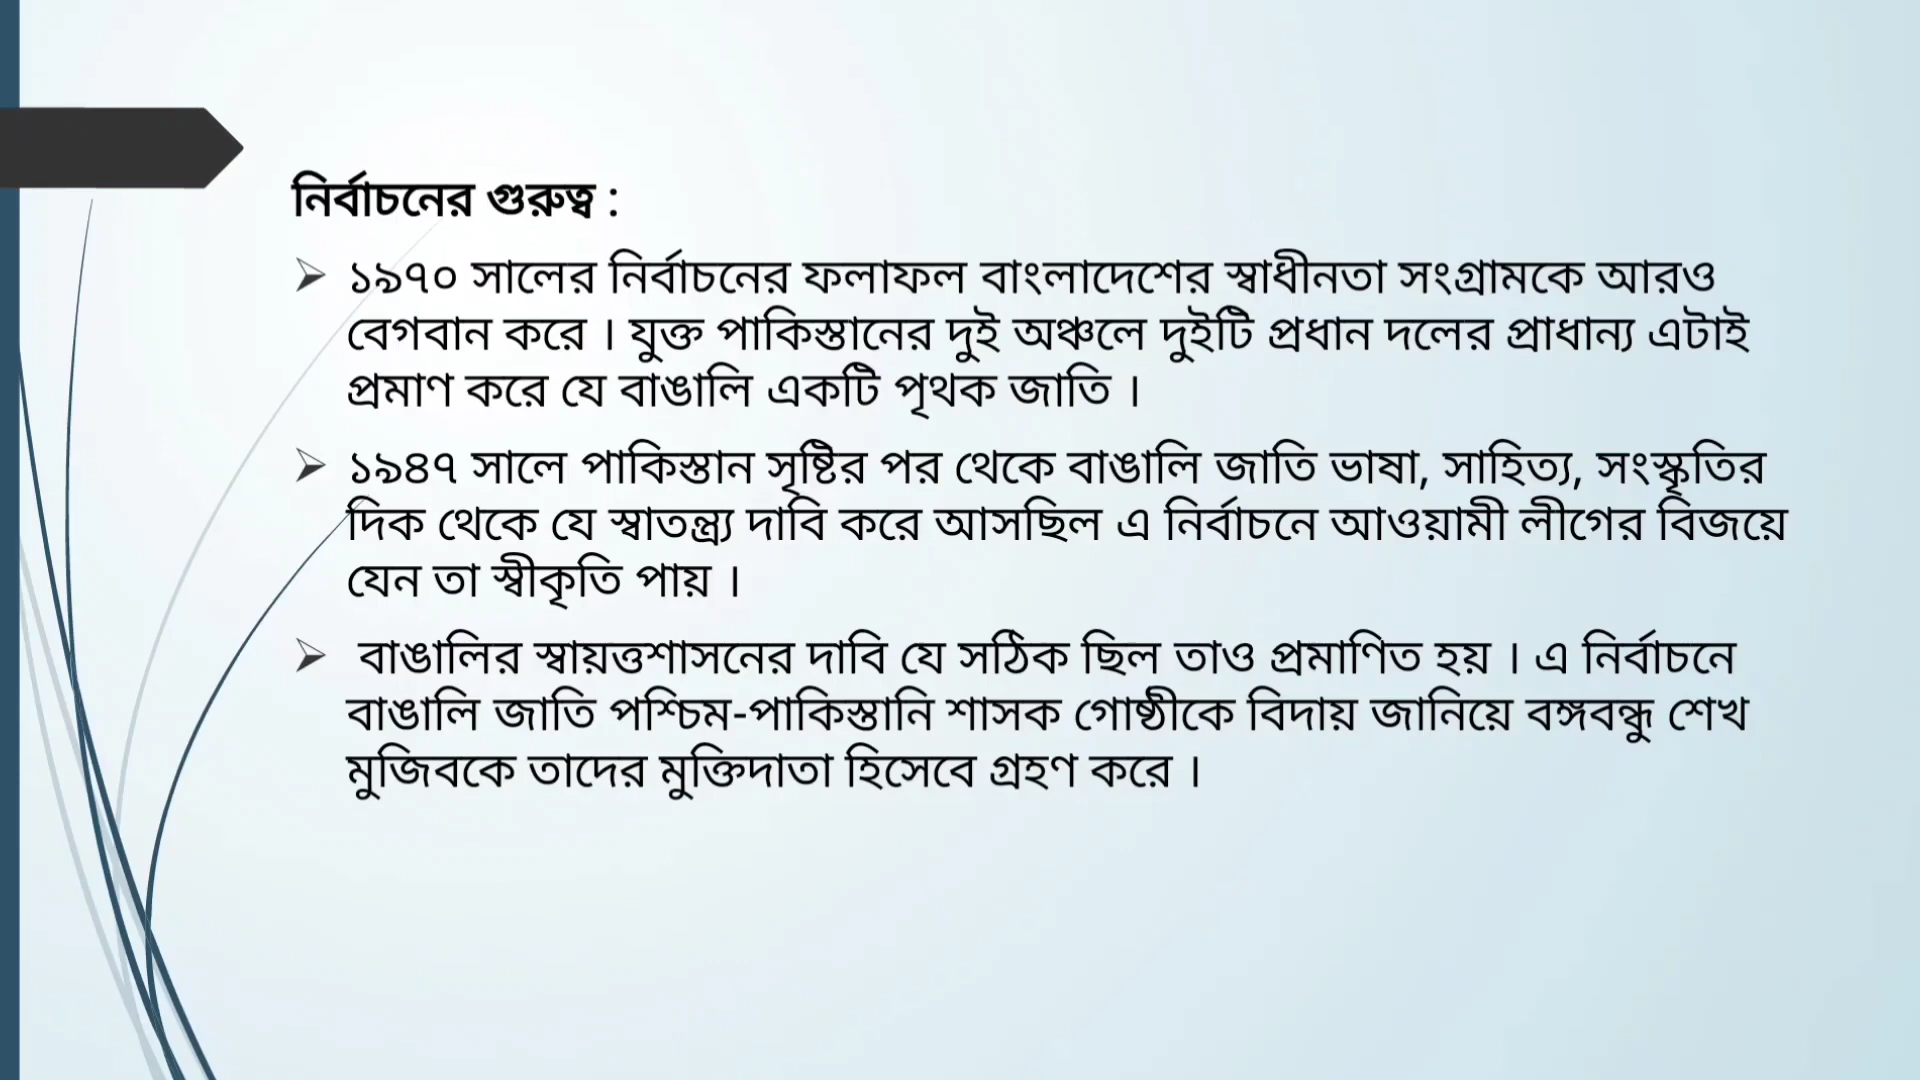 নির্বাচনের গুরুত্ব :
১৯৭০ সালের নির্বাচনের ফলাফল বাংলাদেশের স্বাধীনতা সংগ্রামকে আরও
বেগবান করে । যুক্ত পাকিস্তানের দুই অঞ্চলে দুইটি প্রধান দলের প্রাধান্য এটাই
প্রমাণ করে যে বাঙালি একটি পৃথক জাতি ।
১৯৪৭ সালে পাকিস্তান সৃষ্টির পর থেকে বাঙালি জাতি ভাষা, সাহিত্য, সংস্কৃতির
দিক থেকে যে স্বাতন্ত্র্য দাবি করে আসছিল এ নির্বাচনে আওয়ামী লীগের বিজয়ে
যেন তা স্বীকৃতি পায় ।
বাঙালির স্বায়ত্তশাসনের দাবি যে সঠিক ছিল তাও প্রমাণিত হয় । এ নির্বাচনে
বাঙালি জাতি পশ্চিম-পাকিস্তানি শাসক গোষ্ঠীকে বিদায় জানিয়ে বঙ্গবন্ধু শেখ
মুজিবকে তাদের মুক্তিদাতা হিসেবে গ্রহণ করে ।